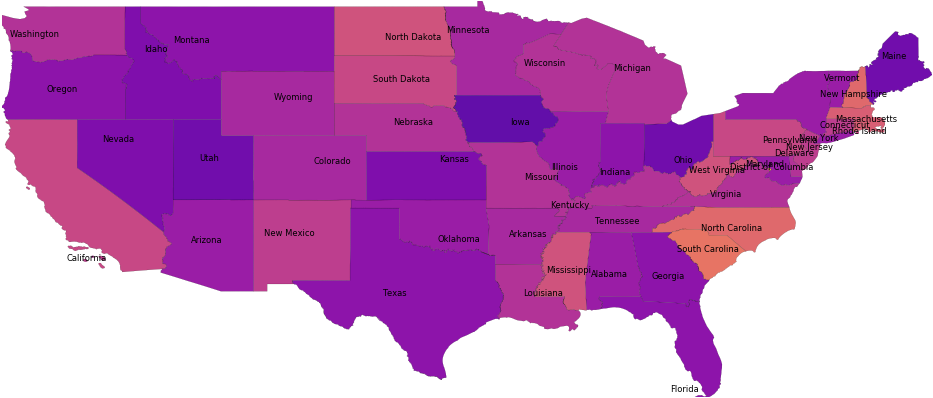 Washington
Montana
Idaho
Oregon
North Dakota
Minnesota
South Dakota
Wisconsin
Michigan
Wyoming
Nebraska
Iowa
Nevada
Utah
Colorado
Kansas
Missouri
Illinois
Indiana
Ohio
Maine
Vermont
New Hampshire
Massachusetts
Connecticut
Rhode Island
New York
Pennsylvania
New Jersey
Delaware
Maryland
District of Columbia
West Virginia
Virginia
Kentucky
Tennessee
North Carolina
South Carolina
California
Arizona
New Mexico
Oklahoma
Arkansas
Texas
Louisiana
Mississippi
Alabama
Georgia
Florida